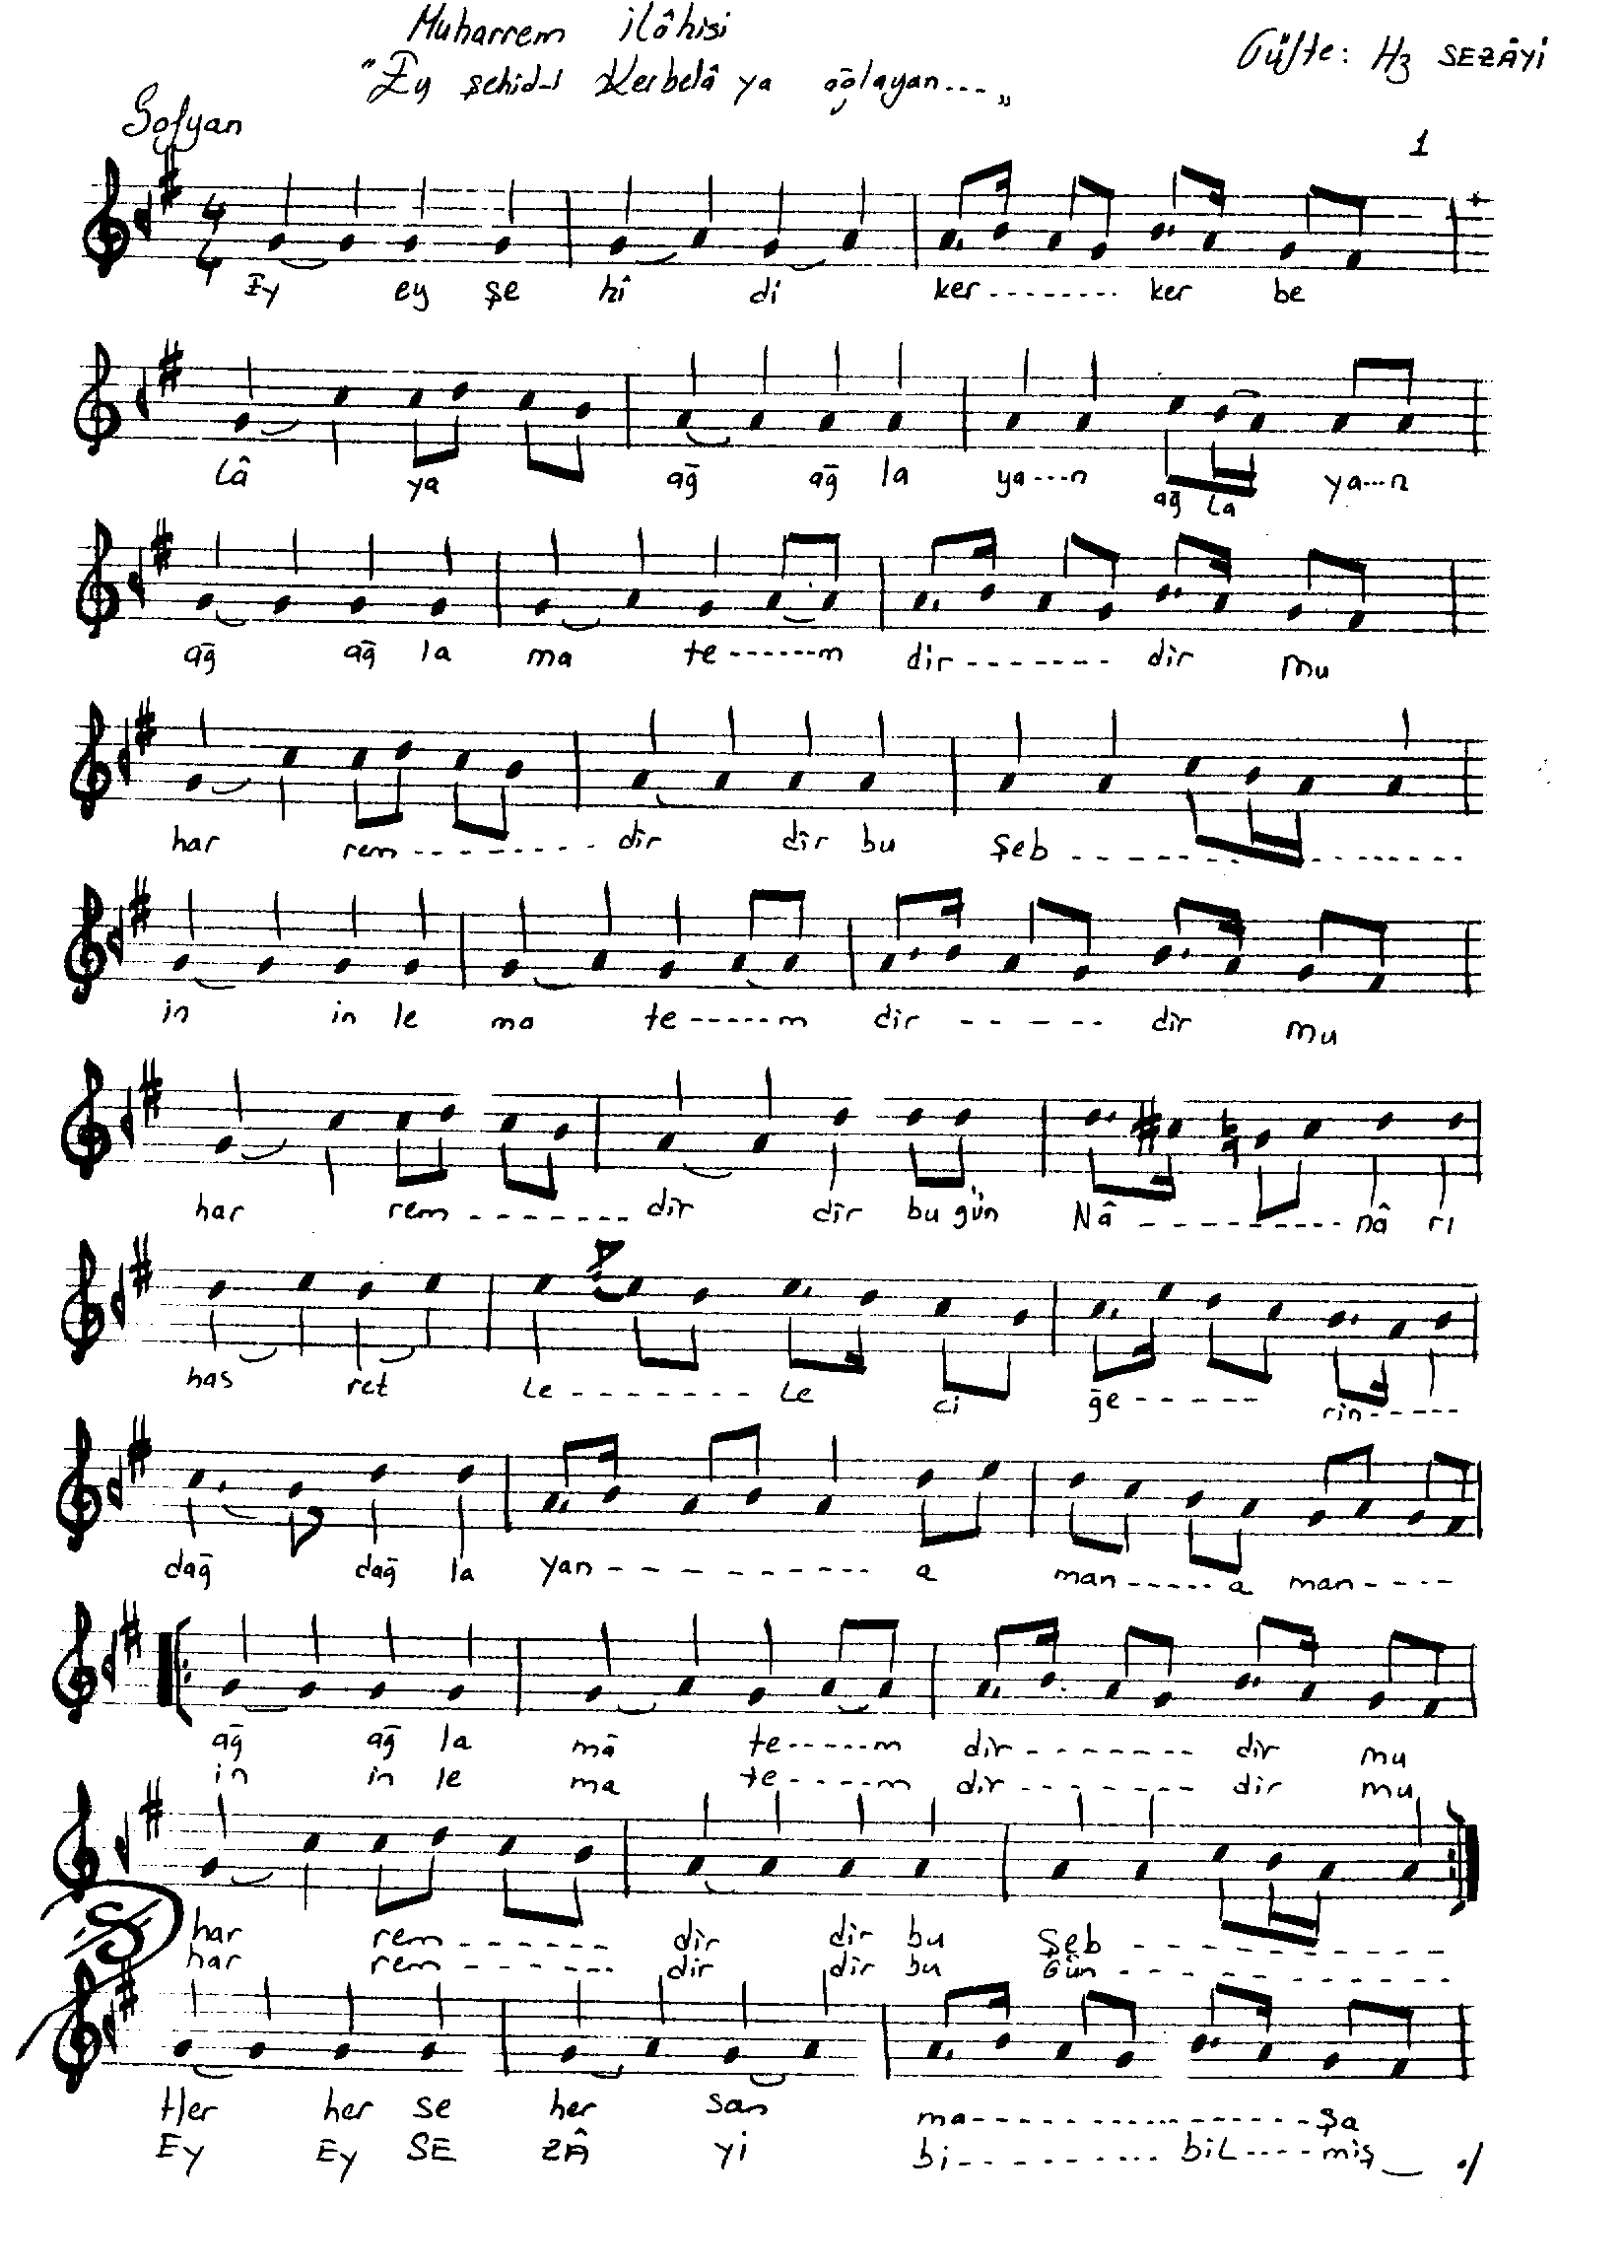 Muharrem ilâhisi
"Ey şehid-i Kerbelâ ya ağlayan...."
Güfte: Hz SEZÂYİ
Sofyan
1
4
4
Ey ey şe hî di ker--------- ker be
Lâ ya ağ ağ la ya----n ağ la ya---n
ağ ağ la ma te------m dir-------- dir mu
har rem---------- dir dir bu şeb ---------------
in in le ma te-----m dir ----- dir mu
har rem-------- dir dir bu gün Nâ --------- nâ ri
has ret Le------- Le ci ğe----- rin-----
dağ dağ la yan---------- a man-----a man----
ağ ağ la mâ te-----m dir------- dir mu
in in le ma te----m dir------- dir mu
har rem------ dir dir bu Şeb ----------
har rem------ dir dir bu Gün ----------
Her her se her san ma--------------şa
Ey Ey SE ZÂ yi bi--------- biL----miş ./